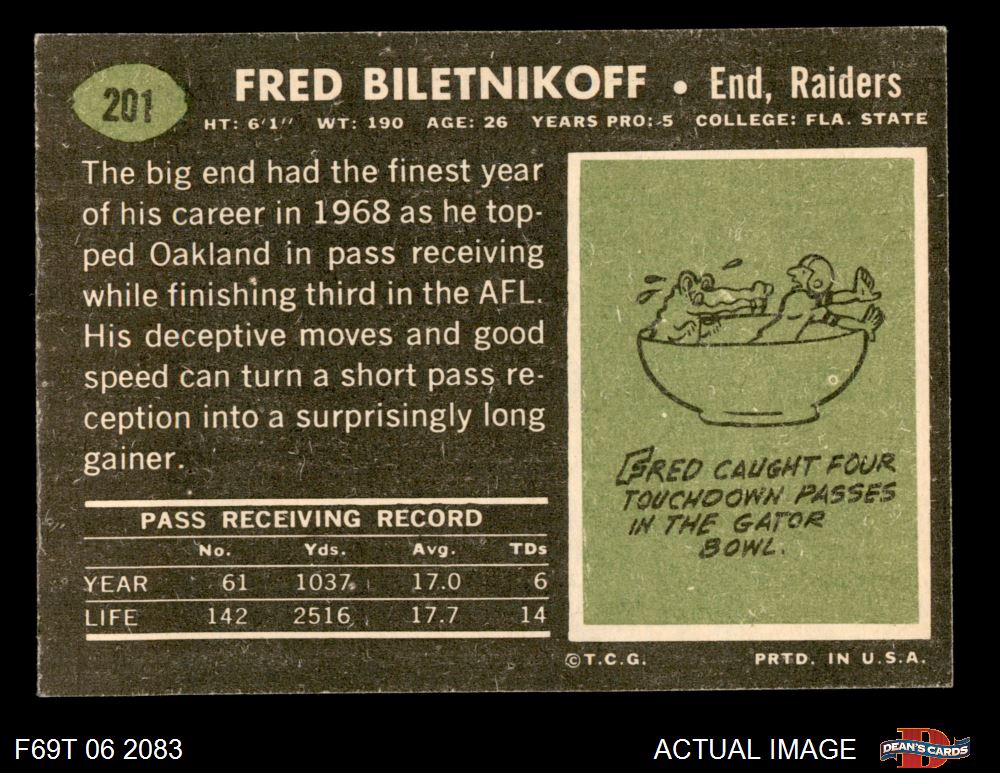 201
FRED BILETNIKOFF • End, Raiders
HT: 6'1'' WT: 190 AGE: 26 YEARS PRO: 5 COLLEGE: FLA. STATE
The big end had the finest year
of his career in 1968 as he top-
ped Oakland in pass receiving
while finishing third in the AFL.
His deceptive moves and good
speed can turn a short pass re-
ception into a surprisingly long
gainer.
PASS RECEIVING RECORD
No. Yds. Avg. TDs
YEAR 61 1037 17.0 6
LIFE 142 2516 17.7 14
FRED CAUGHT FOUR
TOUCHDOWN PASSES
IN THE GATOR
BOWL.
©T.C.G. PRTD. IN U.S.A.
F69T 06 2083
ACTUAL IMAGE
DEAN'S CARDS